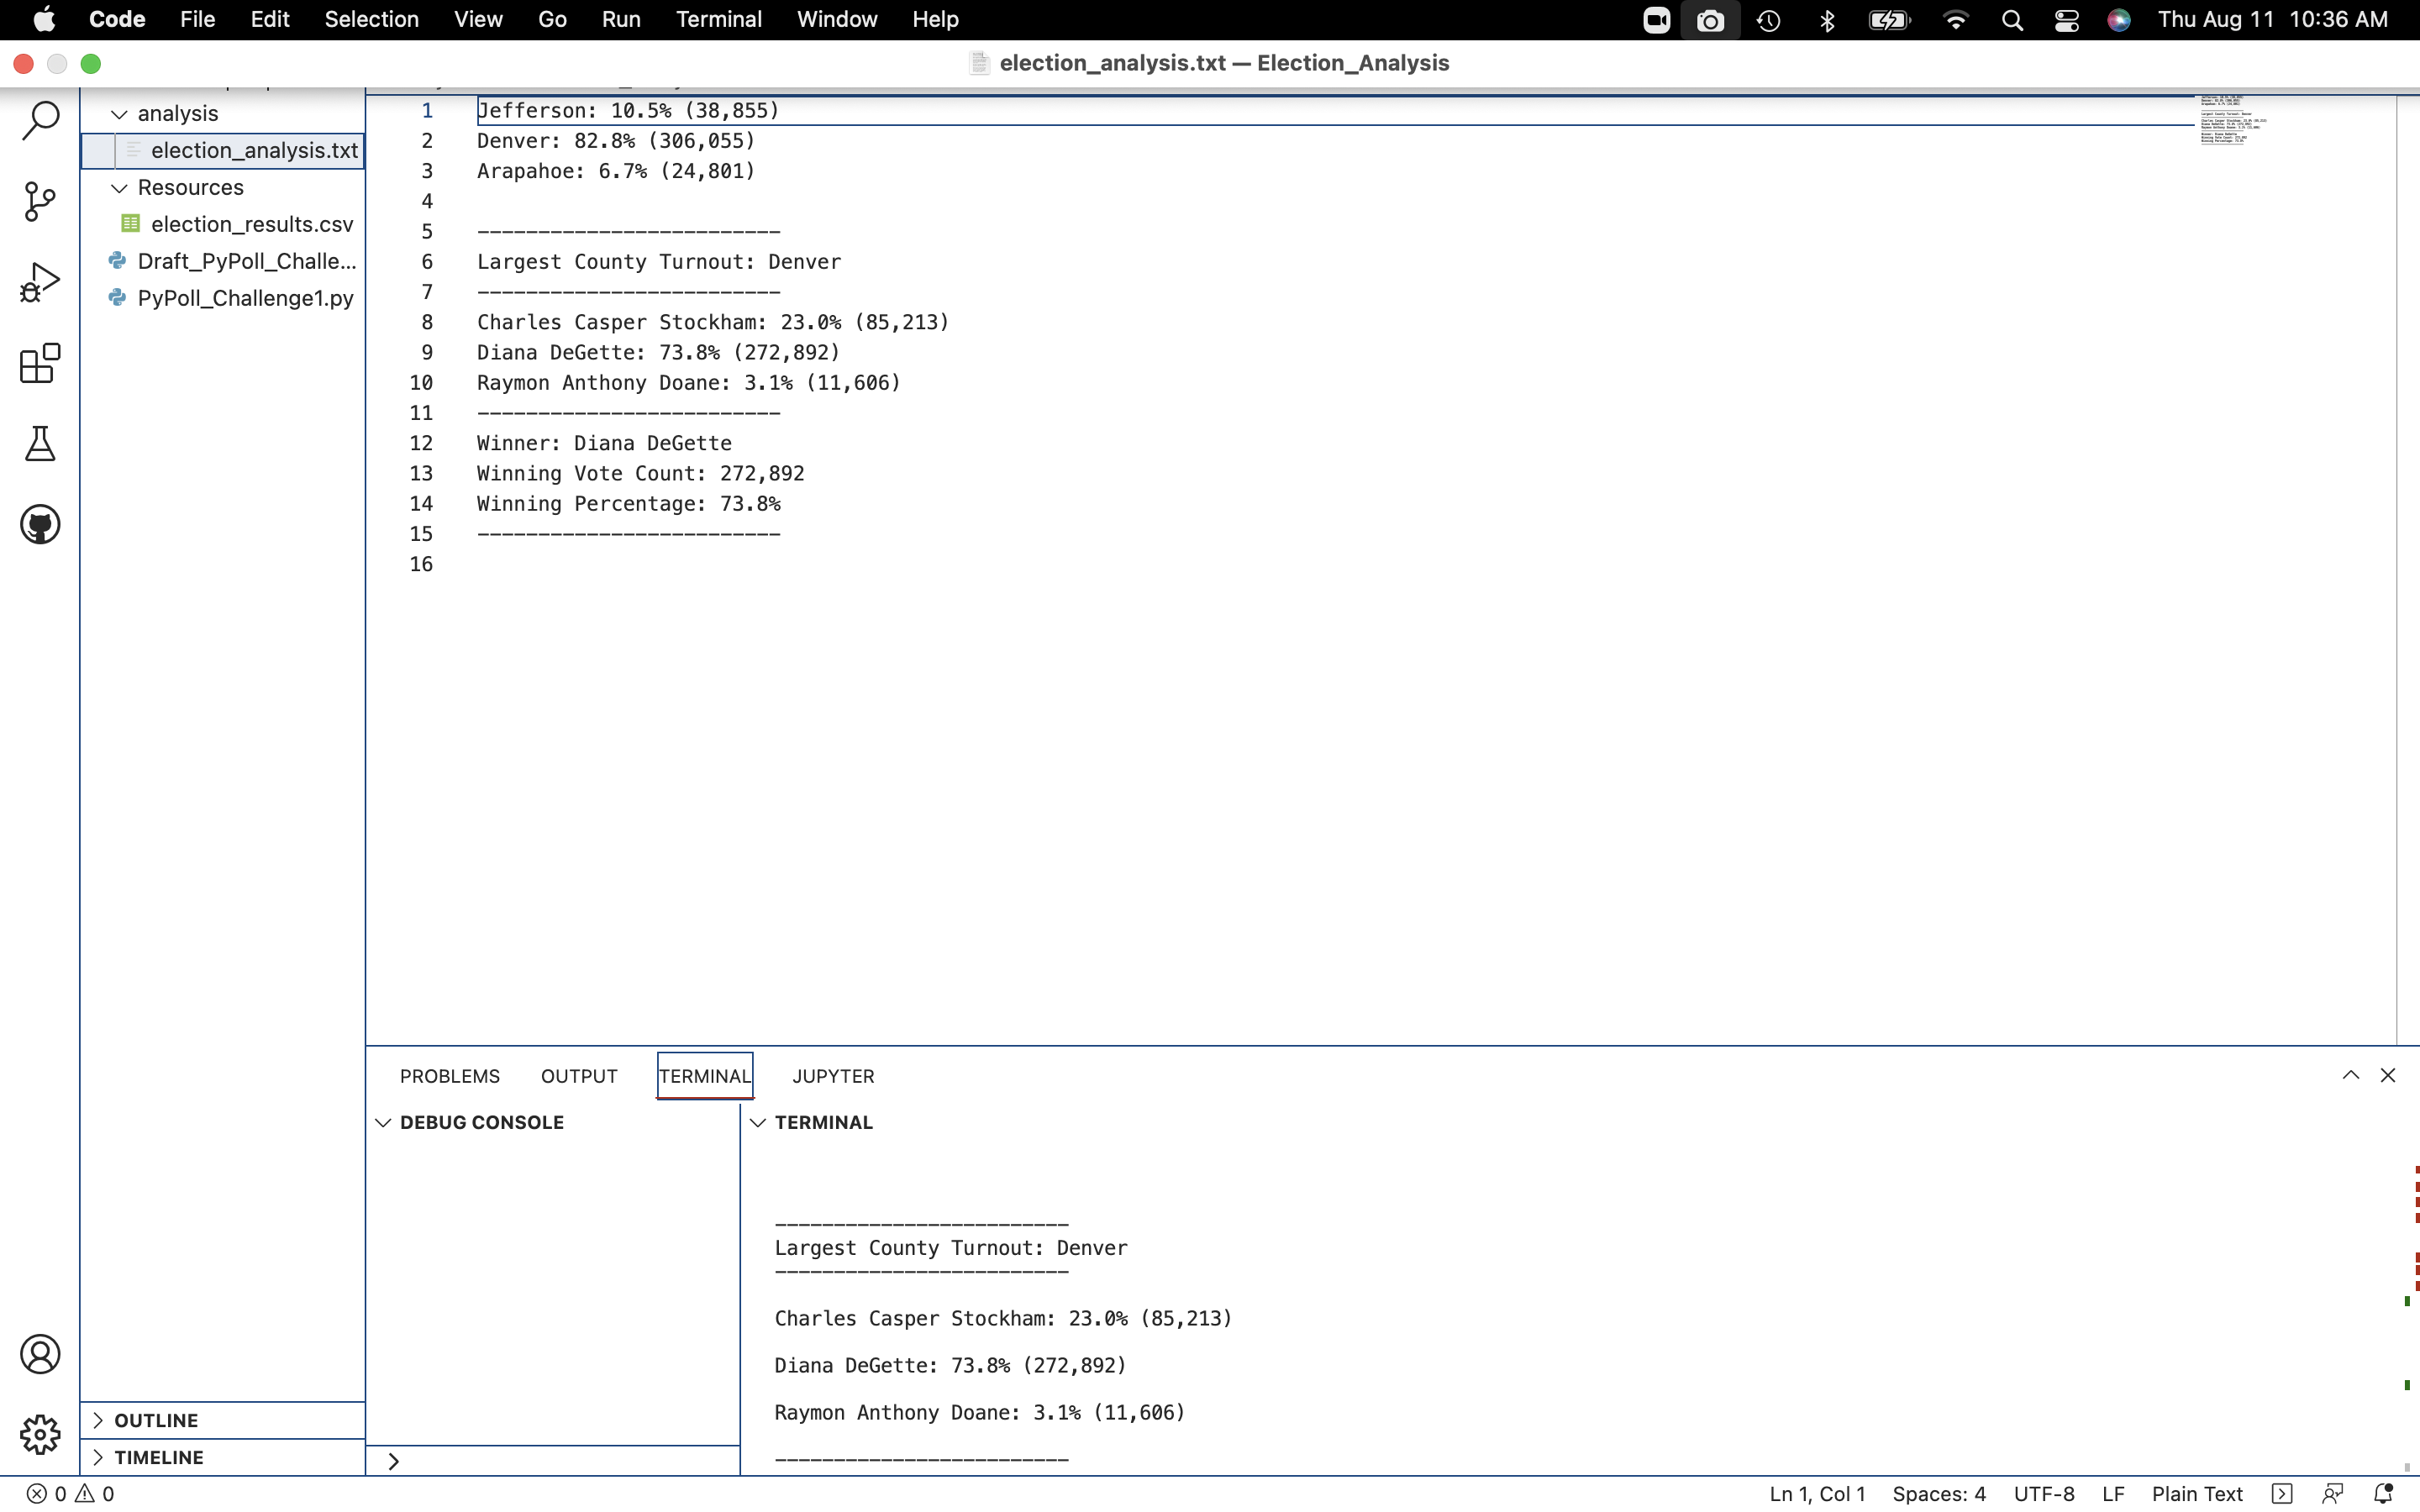 Code File Edit Selection View Go Run Terminal Window Help Thu Aug 11 10:36 AM
election_analysis.txt — Election_Analysis
analysis
election_analysis.txt
Resources
election_results.csv
Draft_PyPoll_Challe...
PyPoll_Challenge1.py
OUTLINE
TIMELINE
1 Jefferson: 10.5% (38,855)
2 Denver: 82.8% (306,055)
3 Arapahoe: 6.7% (24,801)
4
5 -------------------------
6 Largest County Turnout: Denver
7 -------------------------
8 Charles Casper Stockham: 23.0% (85,213)
9 Diana DeGette: 73.8% (272,892)
10 Raymon Anthony Doane: 3.1% (11,606)
11 -------------------------
12 Winner: Diana DeGette
13 Winning Vote Count: 272,892
14 Winning Percentage: 73.8%
15 -------------------------
16
PROBLEMS OUTPUT TERMINAL JUPYTER
DEBUG CONSOLE
TERMINAL
-------------------------
Largest County Turnout: Denver
-------------------------
Charles Casper Stockham: 23.0% (85,213)
Diana DeGette: 73.8% (272,892)
Raymon Anthony Doane: 3.1% (11,606)
-------------------------
0 0 Ln 1, Col 1 Spaces: 4 UTF-8 LF Plain Text